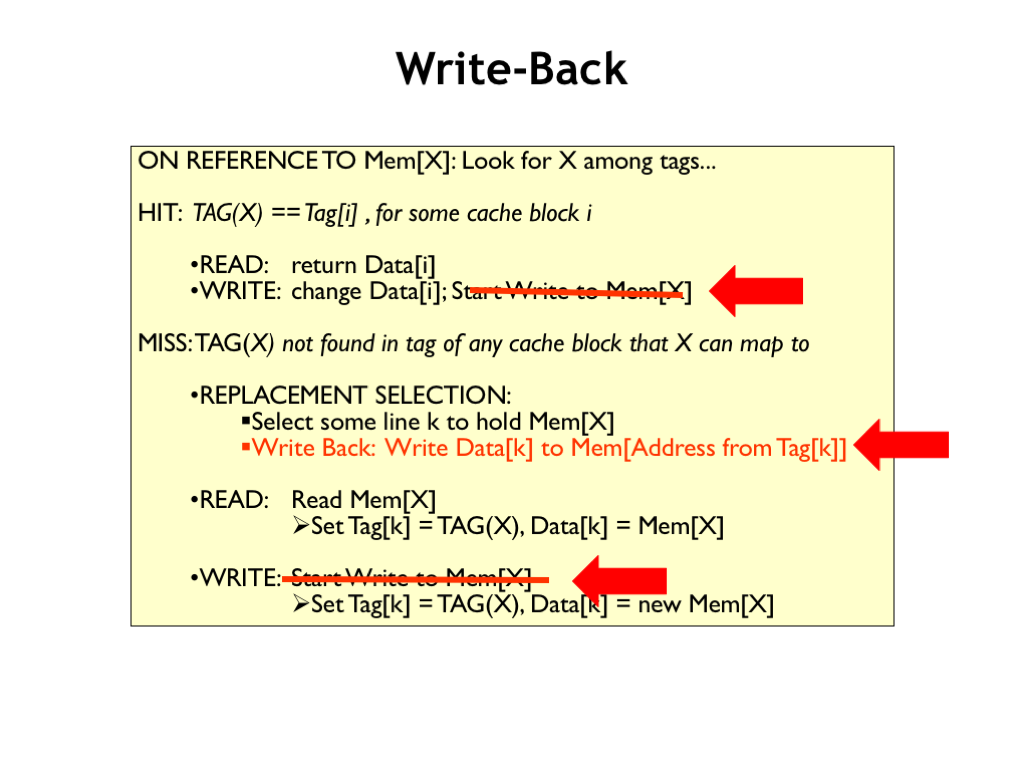 Write-Back
ON REFERENCE TO Mem[X]: Look for X among tags...
HIT: TAG(X) == Tag[i] , for some cache block i
•READ: return Data[i]
•WRITE: change Data[i]; Start Write to Mem[X]
MISS: TAG(X) not found in tag of any cache block that X can map to
•REPLACEMENT SELECTION:
▪Select some line k to hold Mem[X]
▪Write Back: Write Data[k] to Mem[Address from Tag[k]]
•READ: Read Mem[X]
➢Set Tag[k] = TAG(X), Data[k] = Mem[X]
•WRITE: Start Write to Mem[X]
➢Set Tag[k] = TAG(X), Data[k] = new Mem[X]